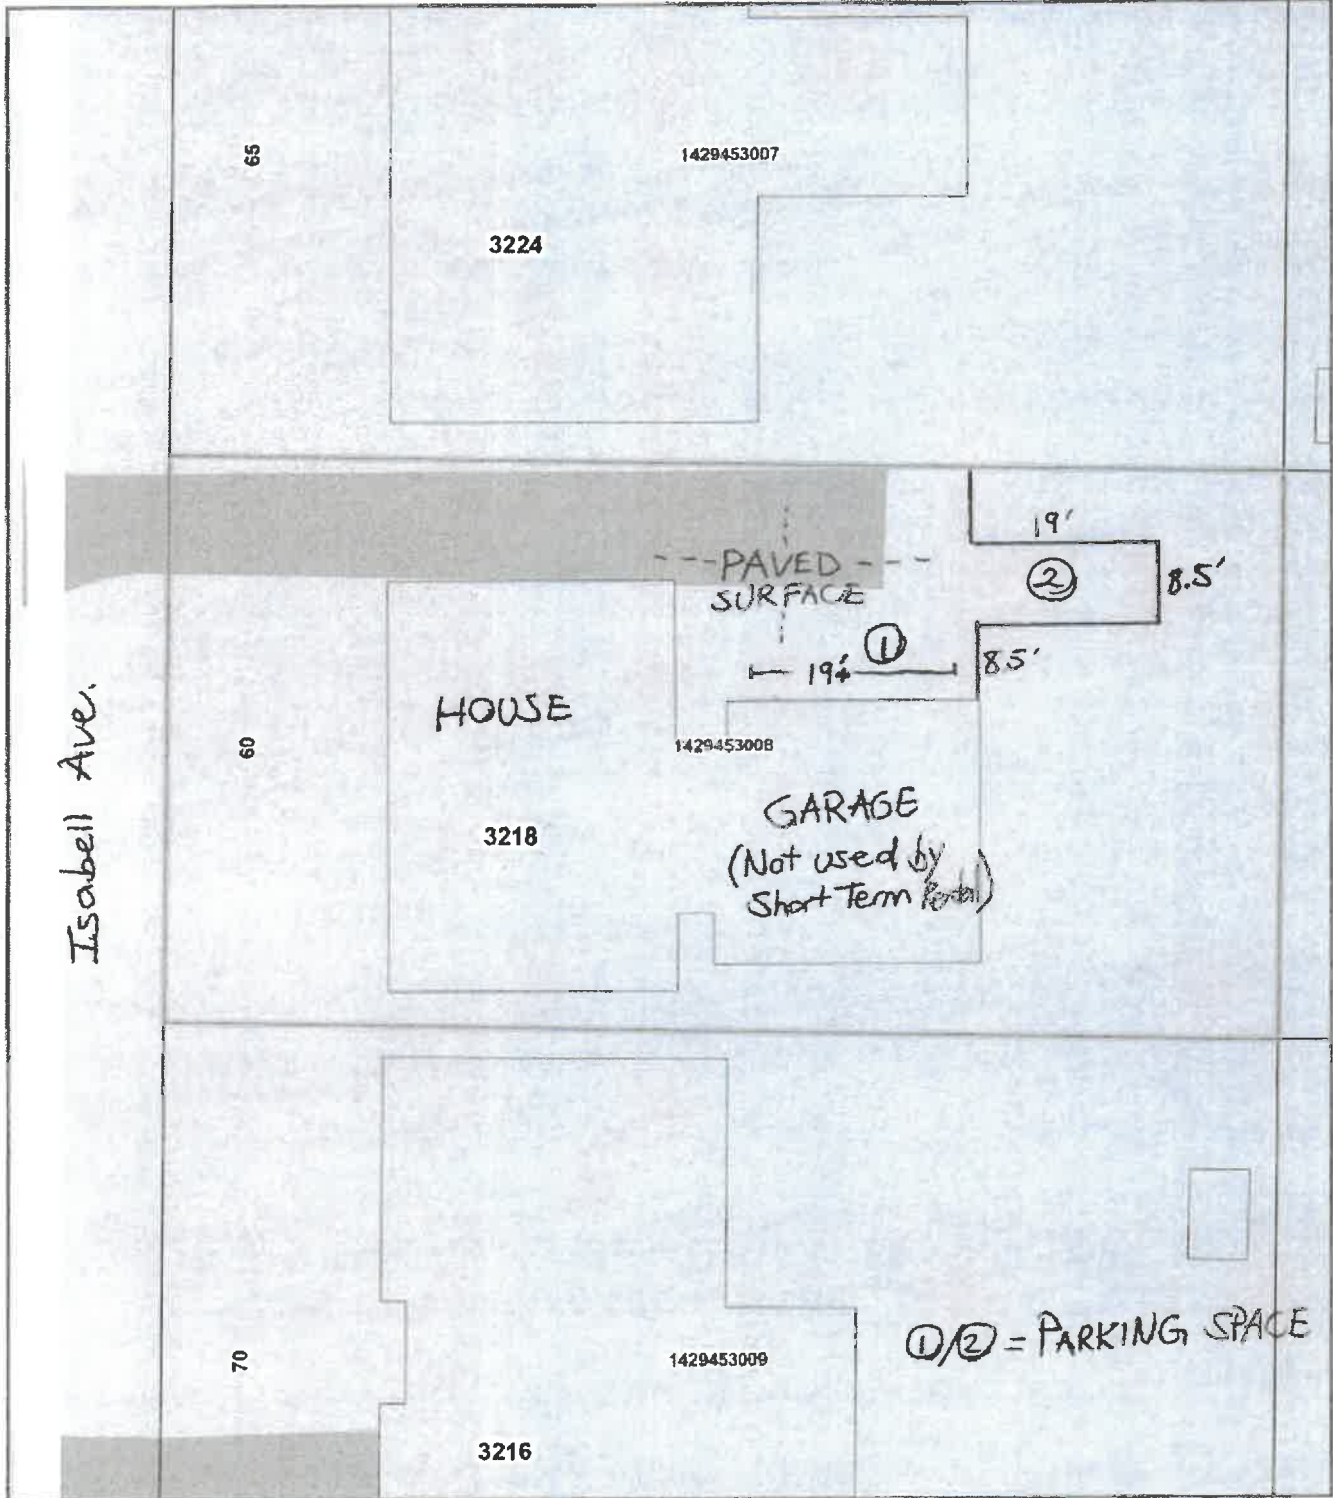 65
1429453007
3224
19'
②
8.5'
PAVED
SURFACE
①
19'±
8.5'
Isabell Ave.
HOUSE
60
1429453008
3218
GARAGE
(Not used by
Short Term Rental)
①/② = PARKING SPACE
70
1429453009
3216